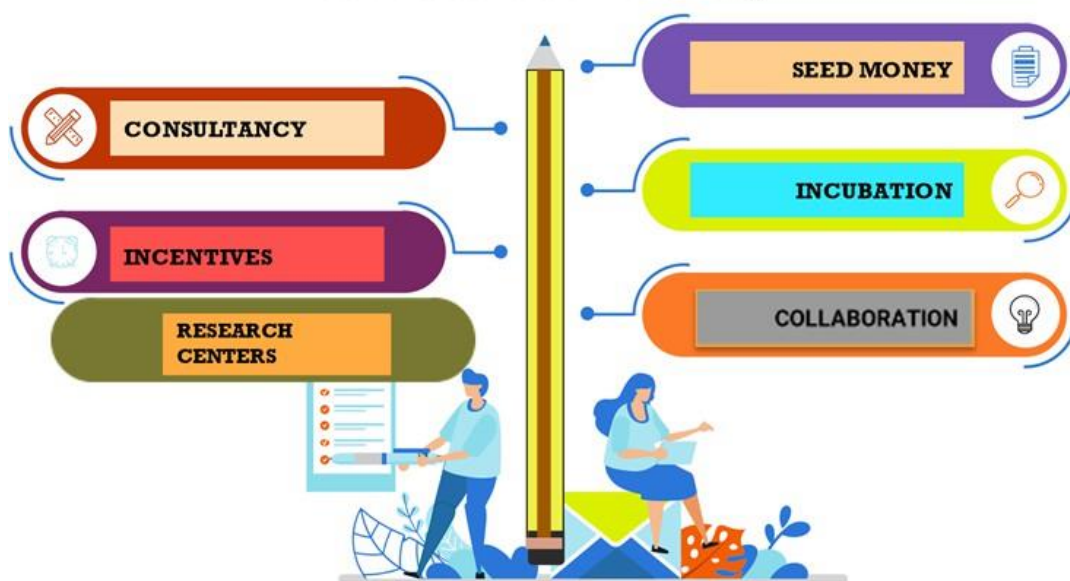 CONSULTANCY
INCENTIVES
RESEARCH
CENTERS
SEED MONEY
INCUBATION
COLLABORATION